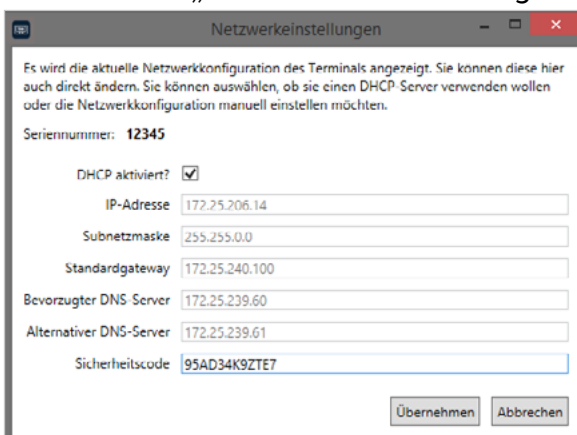 Netzwerkeinstellungen
Es wird die aktuelle Netzwerkkonfiguration des Terminals angezeigt. Sie können diese hier
auch direkt ändern. Sie können auswählen, ob sie einen DHCP-Server verwenden wollen
oder die Netzwerkkonfiguration manuell einstellen möchten.
Seriennummer: 12345
DHCP aktiviert?
IP-Adresse 172.25.206.14
Subnetzmaske 255.255.0.0
Standardgateway 172.25.240.100
Bevorzugter DNS-Server 172.25.239.60
Alternativer DNS-Server 172.25.239.61
Sicherheitscode 95AD34K9ZTE7
Übernehmen Abbrechen